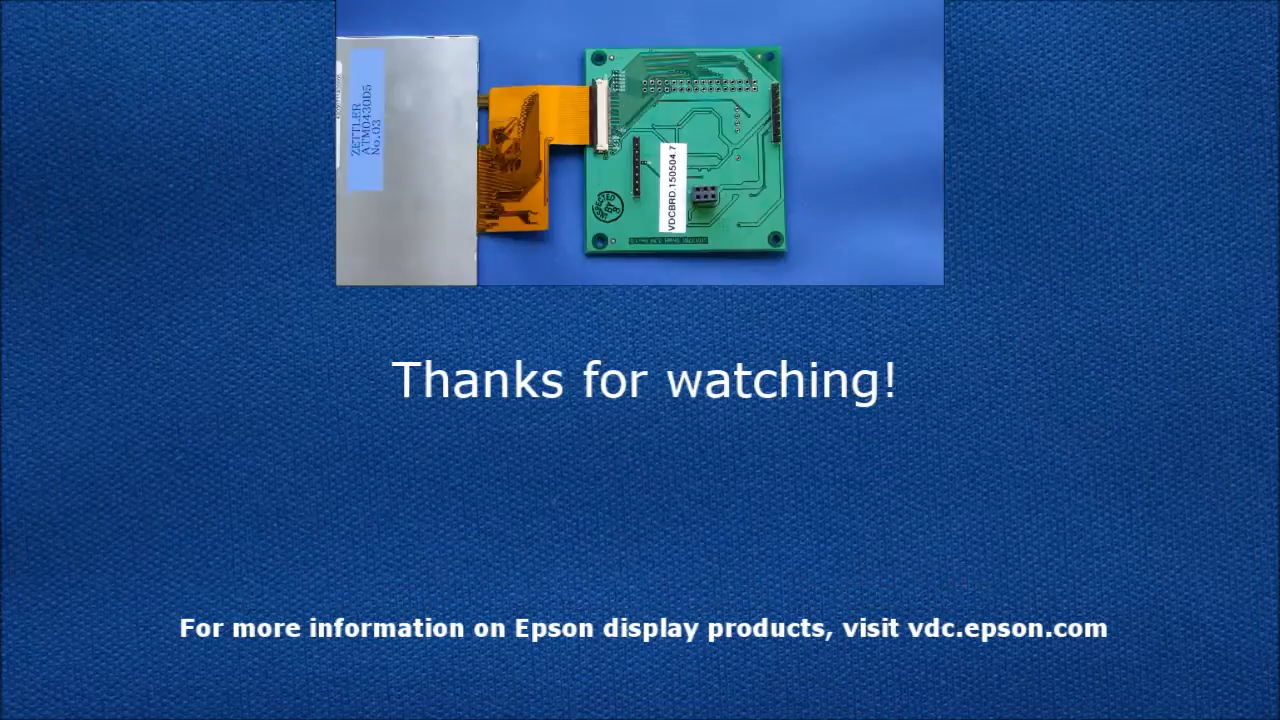 ZETTLER
ATM0430D5
No.03
VDCBRD.150504.7
Thanks for watching!
For more information on Epson display products, visit vdc.epson.com